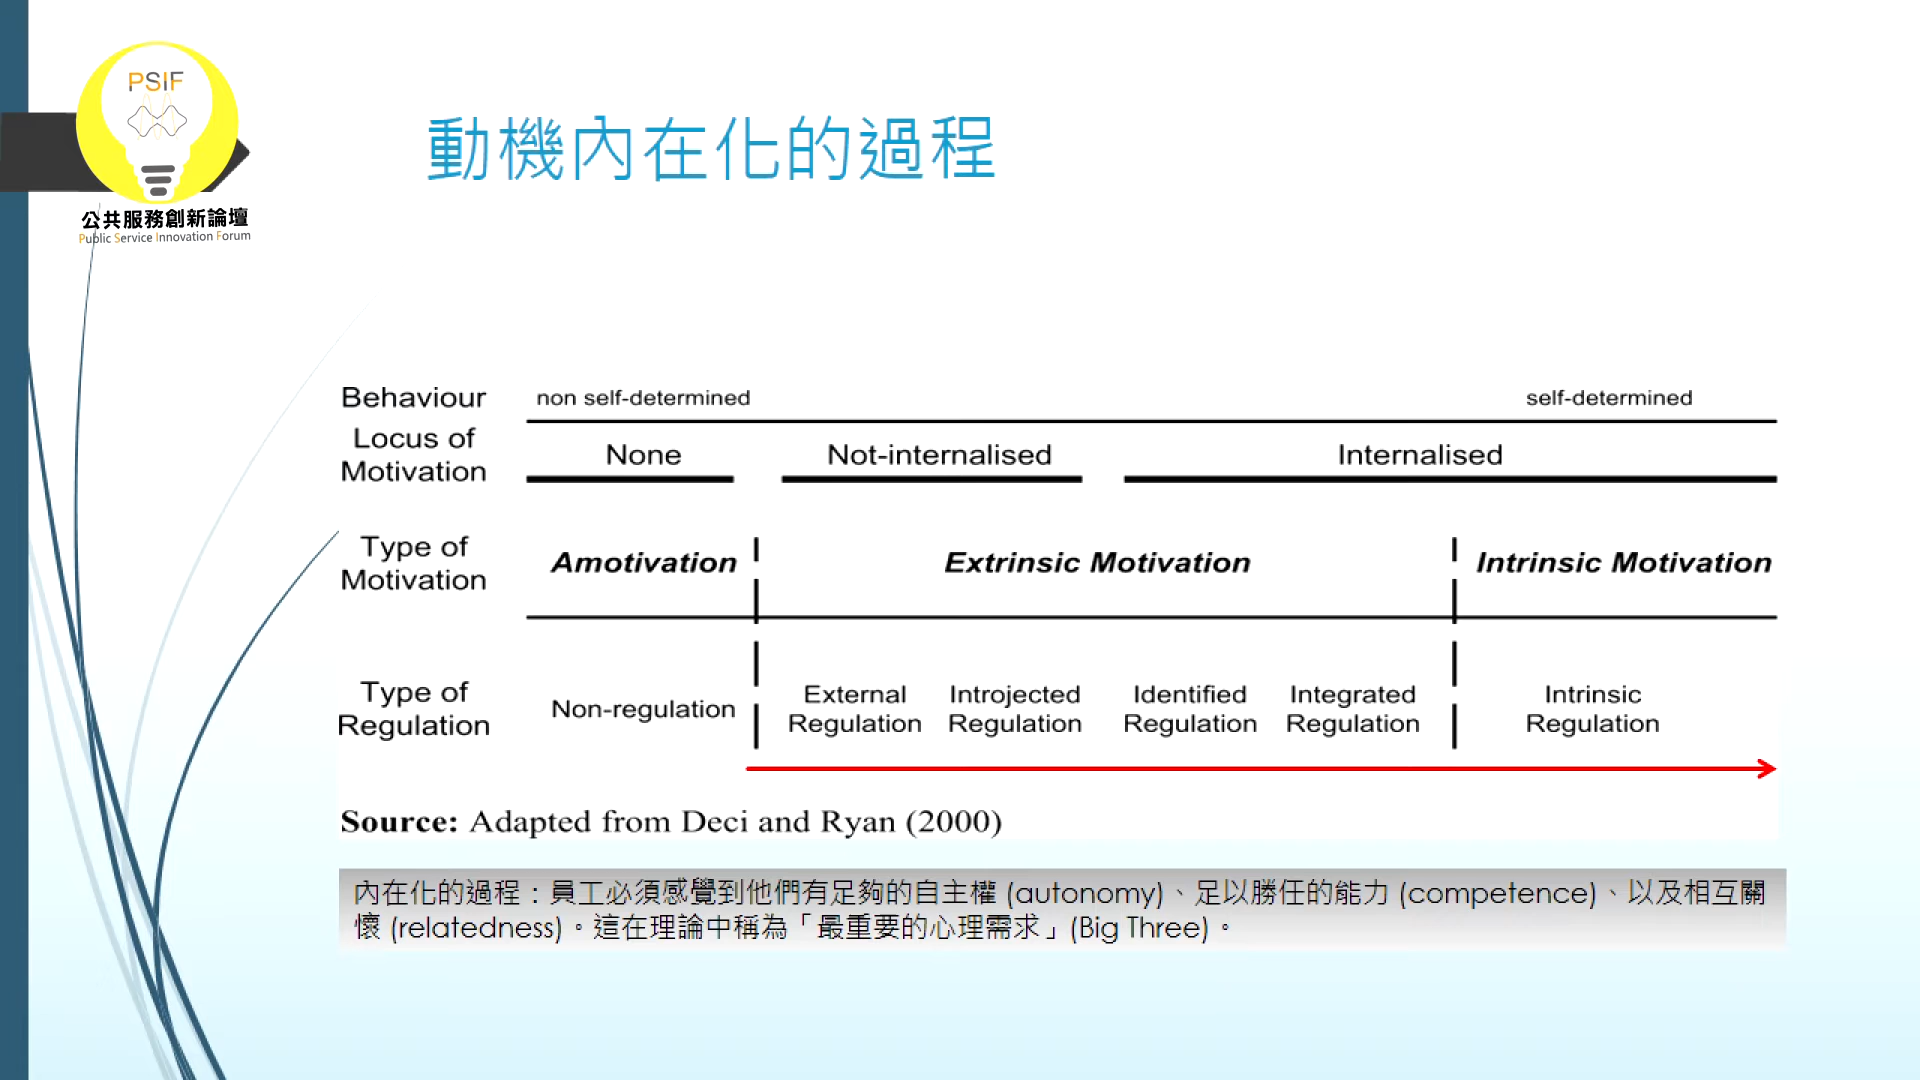 PSIF
公共服務創新論壇
Public Service Innovation Forum
動機內在化的過程
Behaviour non self-determined self-determined
Locus of Motivation None Not-internalised Internalised
Type of Motivation Amotivation Extrinsic Motivation Intrinsic Motivation
Type of Regulation Non-regulation External Regulation Introjected Regulation Identified Regulation Integrated Regulation Intrinsic Regulation
Source: Adapted from Deci and Ryan (2000)
內在化的過程：員工必須感覺到他們有足夠的自主權 (autonomy)、足以勝任的能力 (competence)、以及相互關
懷 (relatedness)。這在理論中稱為「最重要的心理需求」(Big Three)。